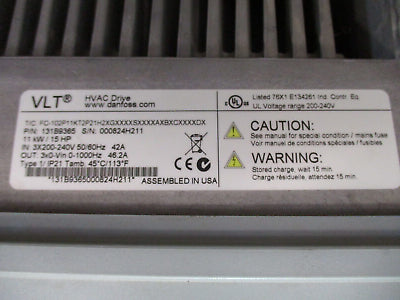 VLT®
HVAC Drive
www.danfoss.com
T/C: FC-102P11KT2P21H2XGXXXXSXXXXAXBXCXXXXDX
P/N: 131B9365 S/N: 000824H211
11 kW / 15 HP
IN: 3X200-240V 50/60Hz 42A
OUT: 3x0-Vin 0-1000Hz 46.2A
Type 1/ IP21 Tamb. 45°C/113°F
*131B9365000824H211*
ASSEMBLED IN USA
Listed 76X1 E134261 Ind. Contr. Eq.
UL Voltage range 200-240V
CAUTION:
See manual for special condition / mains fuse
Voir manuel de conditions spéciales / fusibles
WARNING:
Stored charge, wait 15 min.
Charge résiduelle, attendez 15 min.